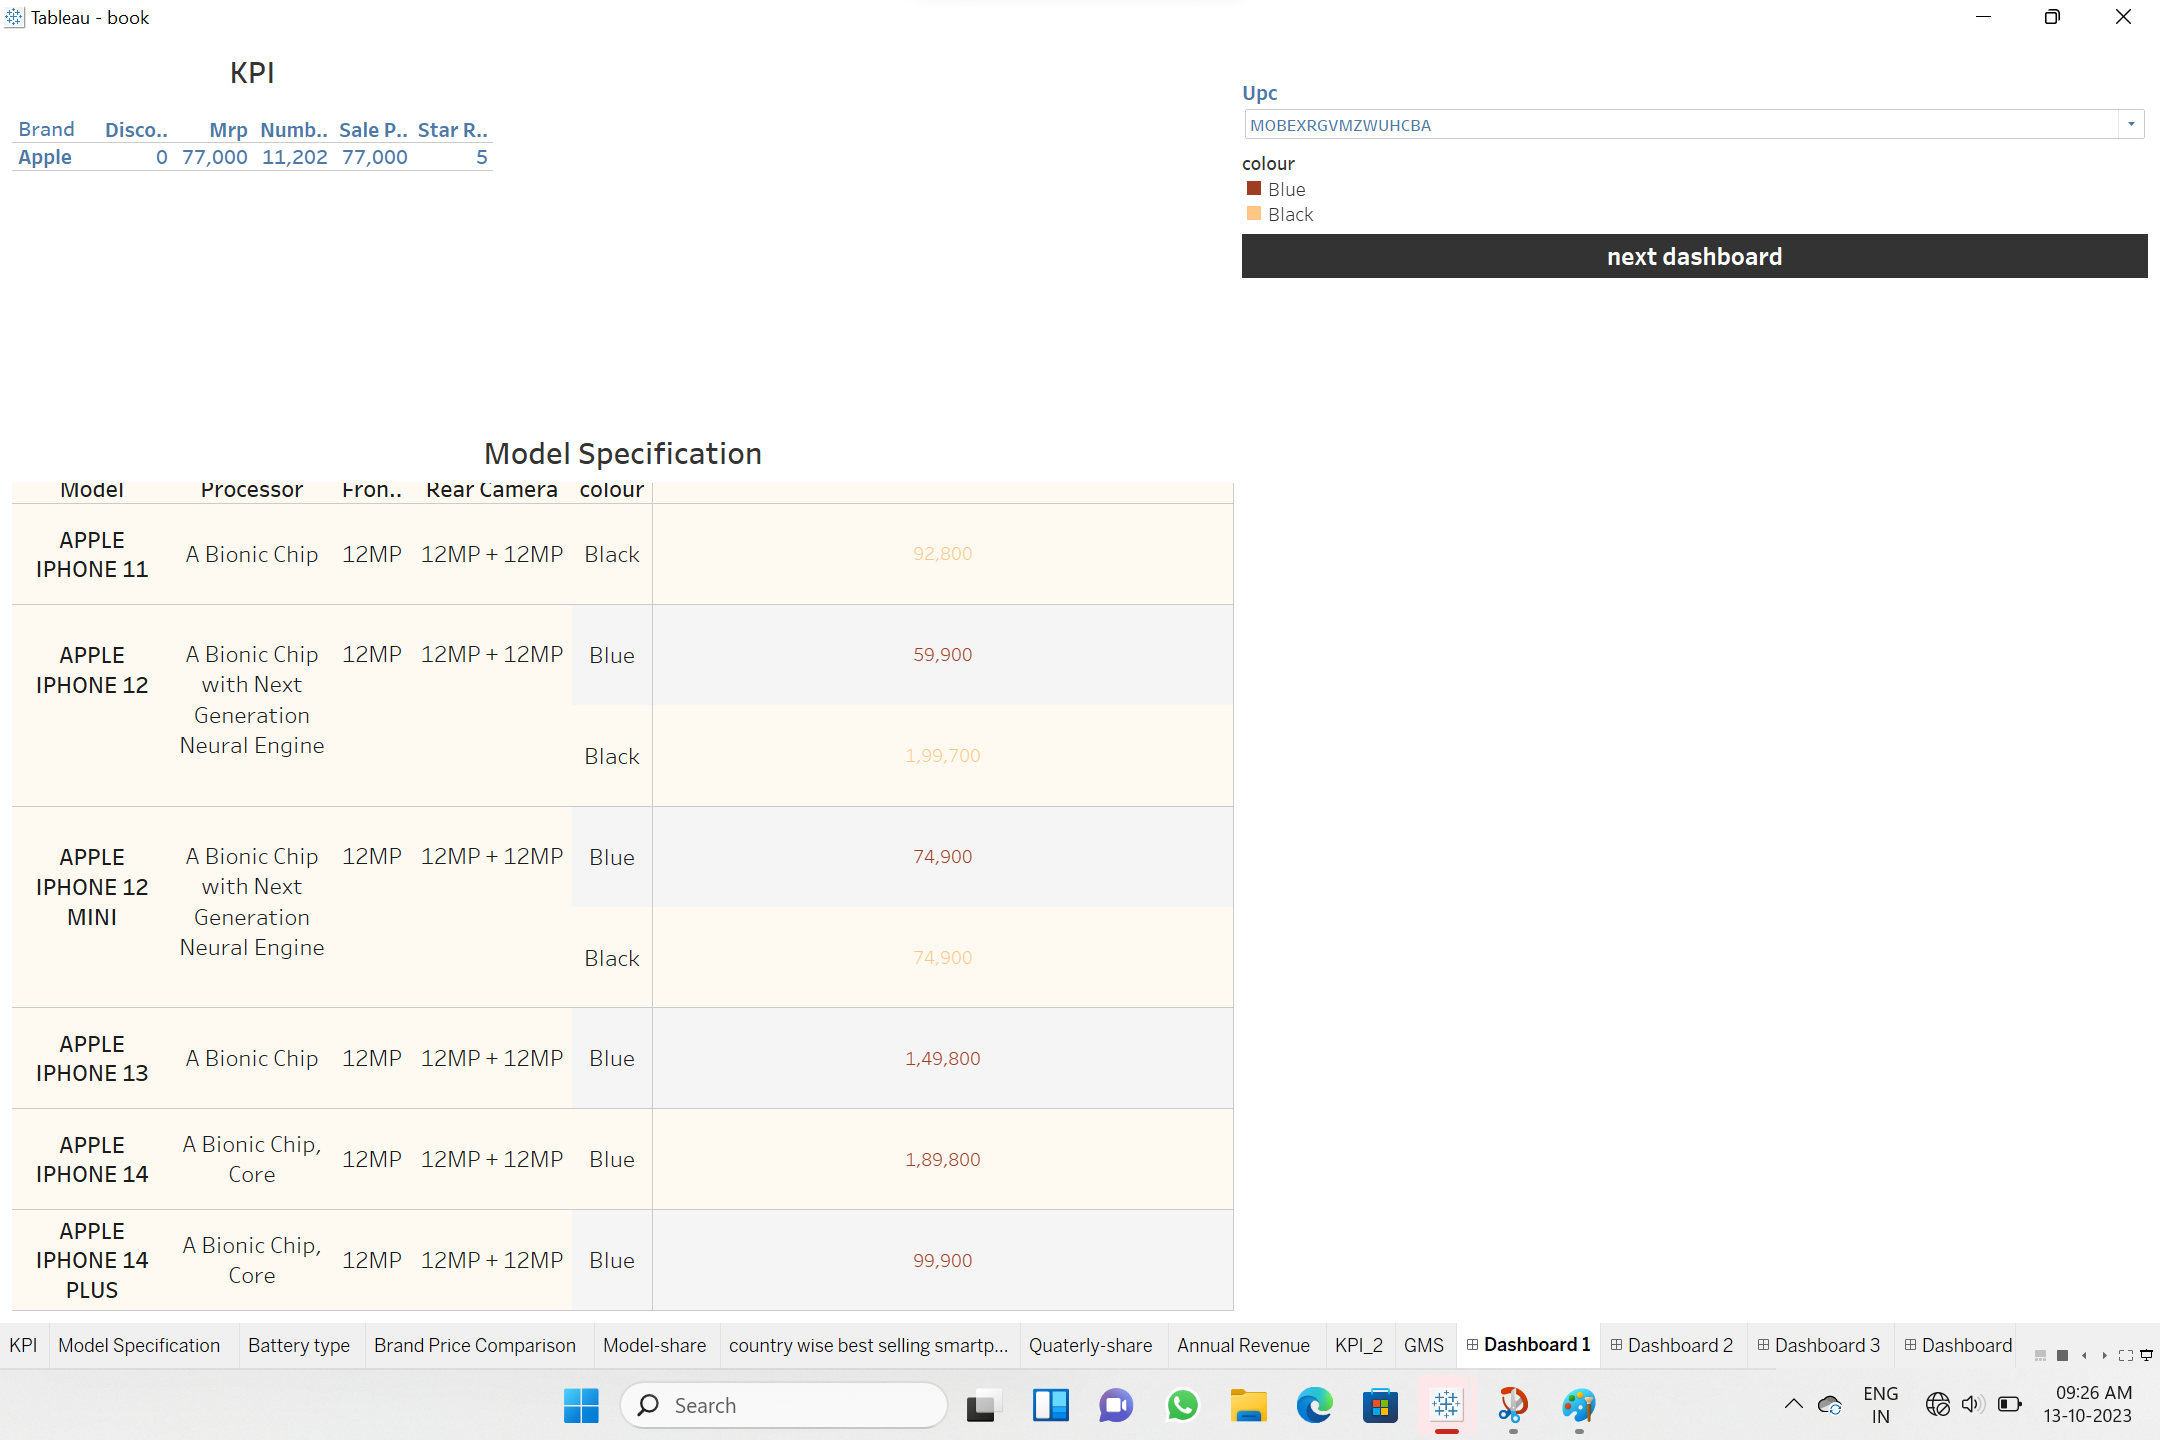 Tableau - book
KPI
Brand Disco.. Mrp Numb.. Sale P.. Star R..
Apple 0 77,000 11,202 77,000 5
Upc
MOBEXRGVMZWUHCBA
colour
Blue
Black
next dashboard
Model Specification
Model Processor Fron.. Rear Camera colour
APPLE
IPHONE 11
A Bionic Chip
12MP
12MP + 12MP
Black
92,800
APPLE
IPHONE 12
A Bionic Chip
with Next
Generation
Neural Engine
12MP
12MP + 12MP
Blue
59,900
Black
1,99,700
APPLE
IPHONE 12
MINI
A Bionic Chip
with Next
Generation
Neural Engine
12MP
12MP + 12MP
Blue
74,900
Black
74,900
APPLE
IPHONE 13
A Bionic Chip
12MP
12MP + 12MP
Blue
1,49,800
APPLE
IPHONE 14
A Bionic Chip,
Core
12MP
12MP + 12MP
Blue
1,89,800
APPLE
IPHONE 14
PLUS
A Bionic Chip,
Core
12MP
12MP + 12MP
Blue
99,900
KPI Model Specification Battery type Brand Price Comparison Model-share country wise best selling smartp... Quaterly-share Annual Revenue KPI_2 GMS Dashboard 1 Dashboard 2 Dashboard 3 Dashboard
Search
ENG
IN
09:26 AM
13-10-2023